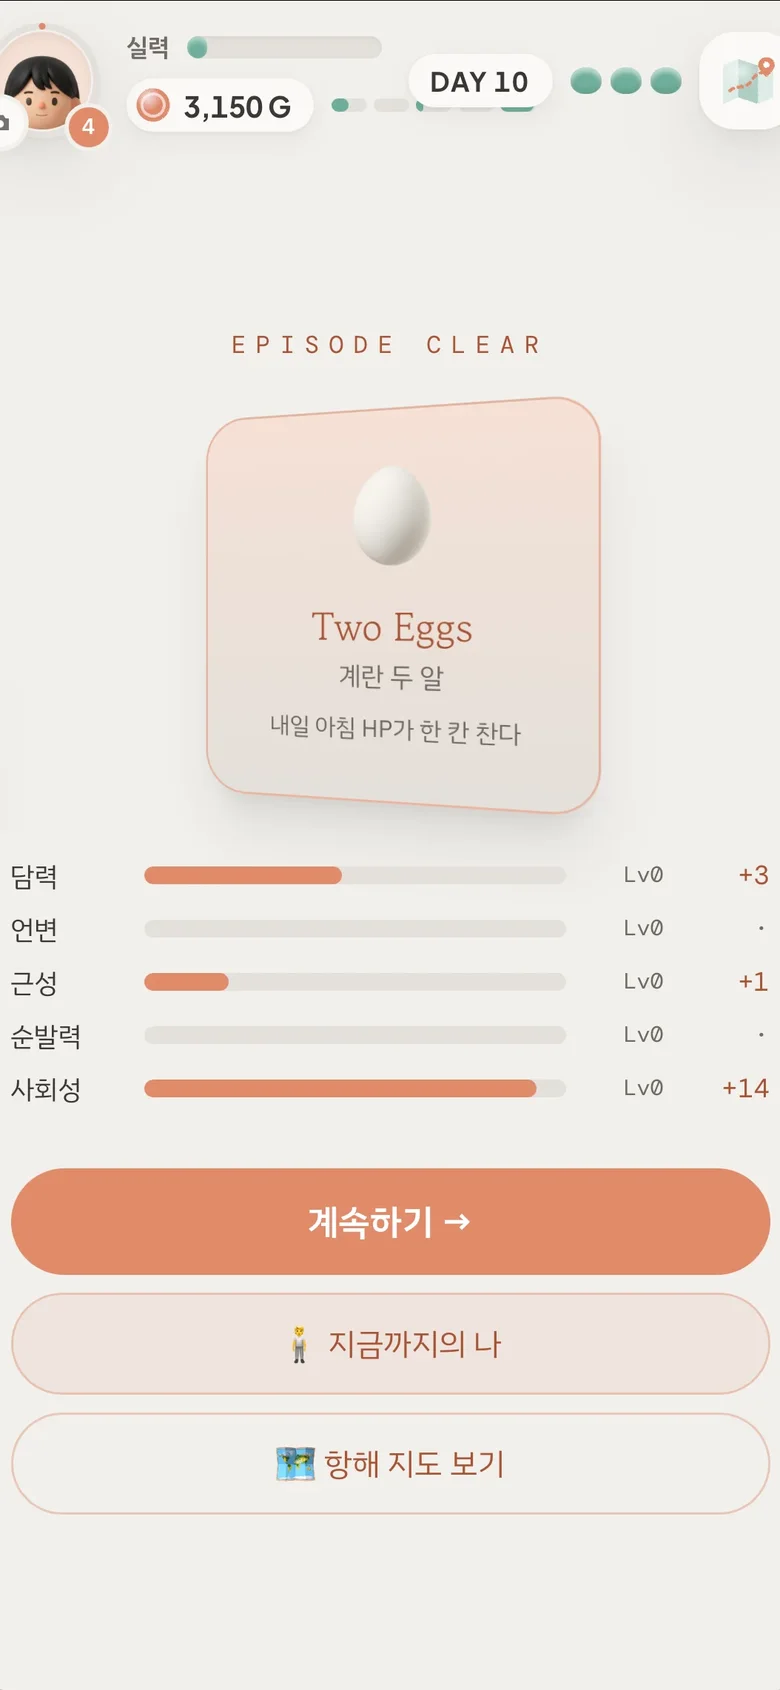 실력
3,150 G
DAY 10
4
EPISODE CLEAR
Two Eggs
계란 두 알
내일 아침 HP가 한 칸 찬다
담력 Lv0 +3
언변 Lv0 ·
근성 Lv0 +1
순발력 Lv0 ·
사회성 Lv0 +14
계속하기 →
지금까지의 나
항해 지도 보기